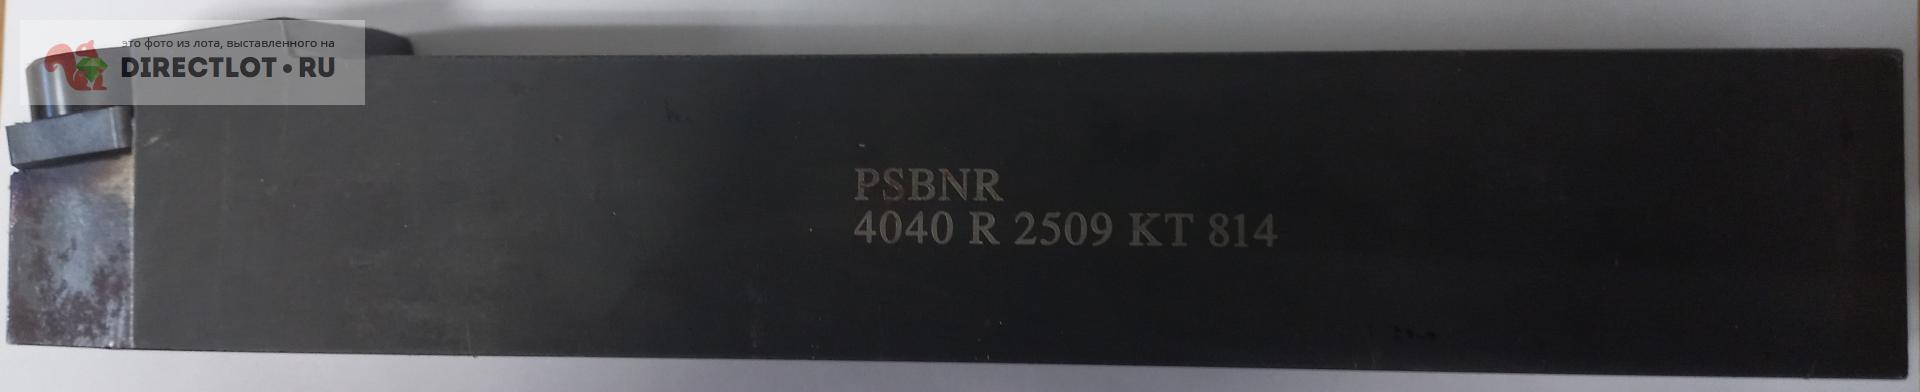 это фото из лота, выставленного на
DIRECTLOT•RU
PSBNR
4040 R 2509 KT 814